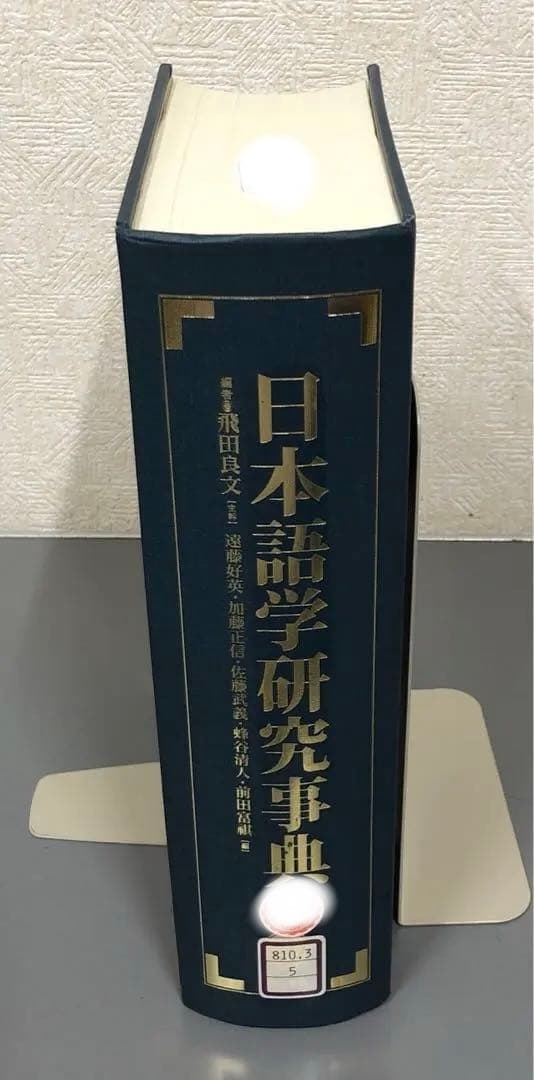 日本語学研究事典
編者 飛田良文[主幹] 遠藤好英・加藤正信・佐藤武義・蜂谷清人・前田富祺[編]
810.3
5